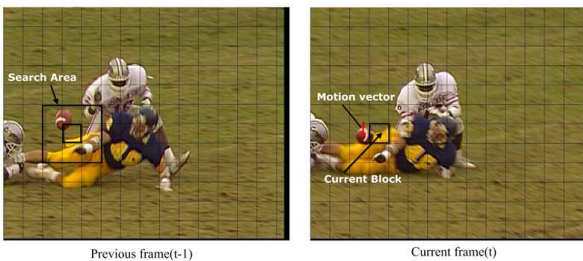 Search Area
Previous frame(t-1)
Motion vector
Current Block
Current frame(t)